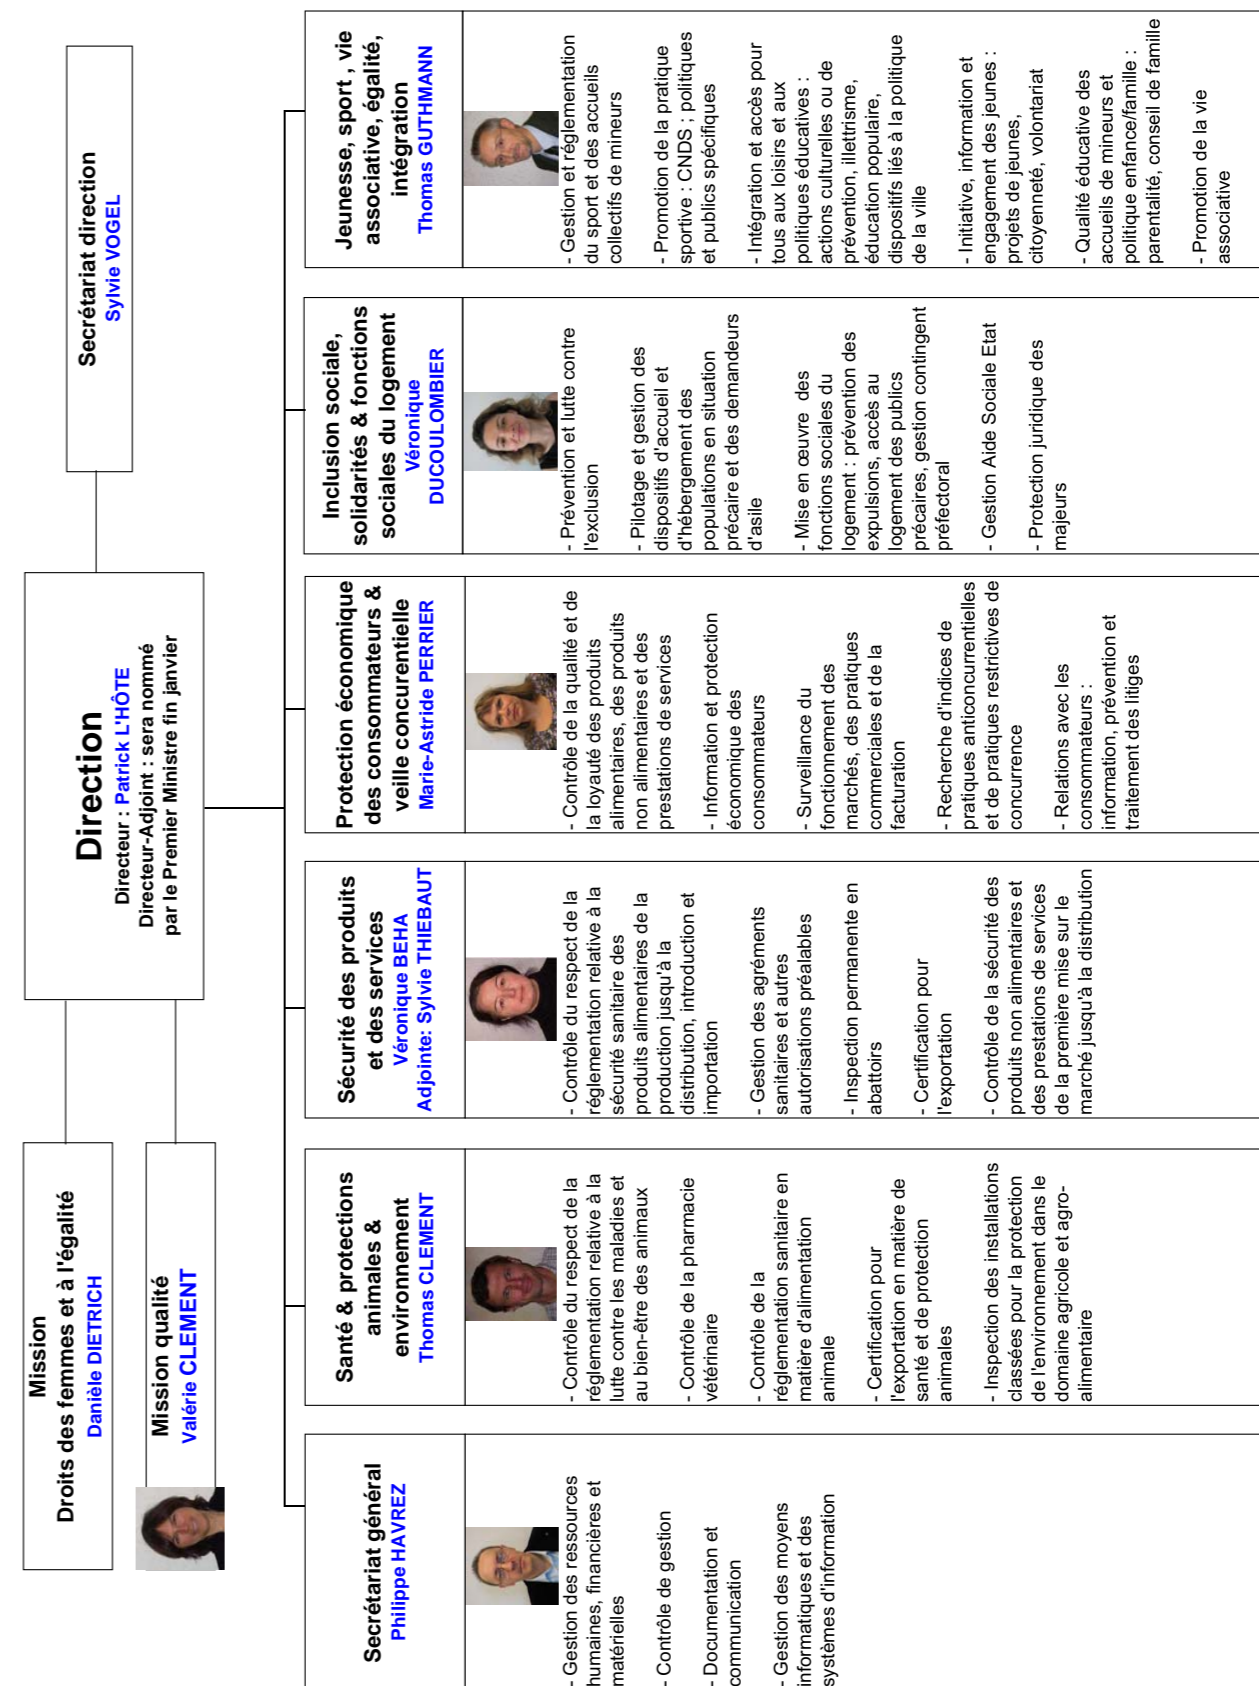 Mission
Droits des femmes et à l'égalité
Danièle DIETRICH
Mission qualité
Valérie CLEMENT
Direction
Directeur : Patrick L'HÔTE
Directeur-Adjoint : sera nommé
par le Premier Ministre fin janvier
Secrétariat direction
Sylvie VOGEL
Secrétariat général
Philippe HAVREZ
- Gestion des ressources
humaines, financières et
matérielles
- Contrôle de gestion
- Documentation et
communication
- Gestion des moyens
informatiques et des
systèmes d'information
Santé & protections
animales &
environnement
Thomas CLEMENT
- Contrôle du respect de la
réglementation relative à la
lutte contre les maladies et
au bien-être des animaux
- Contrôle de la pharmacie
vétérinaire
- Contrôle de la
réglementation sanitaire en
matière d'alimentation
animale
- Certification pour
l'exportation en matière de
santé et de protection
animales
- Inspection des installations
classées pour la protection
de l'environnement dans le
domaine agricole et agro-
alimentaire
Sécurité des produits
et des services
Véronique BEHA
Adjointe: Sylvie THIEBAUT
- Contrôle du respect de la
réglementation relative à la
sécurité sanitaire des
produits alimentaires de la
production jusqu'à la
distribution, introduction et
importation
- Gestion des agréments
sanitaires et autres
autorisations préalables
- Inspection permanente en
abattoirs
- Certification pour
l'exportation
- Contrôle de la sécurité des
produits non alimentaires et
des prestations de services
de la première mise sur le
marché jusqu'à la distribution
Protection économique
des consommateurs &
veille concurentielle
Marie-Astride PERRIER
- Contrôle de la qualité et de
la loyauté des produits
alimentaires, des produits
non alimentaires et des
prestations de services
- Information et protection
économique des
consommateurs
- Surveillance du
fonctionnement des
marchés, des pratiques
commerciales et de la
facturation
- Recherche d'indices de
pratiques anticoncurrentielles
et de pratiques restrictives de
concurrence
- Relations avec les
consommateurs :
information, prévention et
traitement des litiges
Inclusion sociale,
solidarités & fonctions
sociales du logement
Véronique
DUCOULOMBIER
- Prévention et lutte contre
l'exclusion
- Pilotage et gestion des
dispositifs d'accueil et
d'hébergement des
populations en situation
précaire et des demandeurs
d'asile
- Mise en œuvre des
fonctions sociales du
logement : prévention des
expulsions, accès au
logement des publics
précaires, gestion contingent
préfectoral
- Gestion Aide Sociale Etat
- Protection juridique des
majeurs
Jeunesse, sport , vie
associative, égalité,
intégration
Thomas GUTHMANN
- Gestion et réglementation
du sport et des accueils
collectifs de mineurs
- Promotion de la pratique
sportive : CNDS ; politiques
et publics spécifiques
- Intégration et accès pour
tous aux loisirs et aux
politiques éducatives :
actions culturelles ou de
prévention, illettrisme,
éducation populaire,
dispositifs liés à la politique
de la ville
- Initiative, information et
engagement des jeunes :
projets de jeunes,
citoyenneté, volontariat
- Qualité éducative des
accueils de mineurs et
politique enfance/famille :
parentalité, conseil de famille
- Promotion de la vie
associative